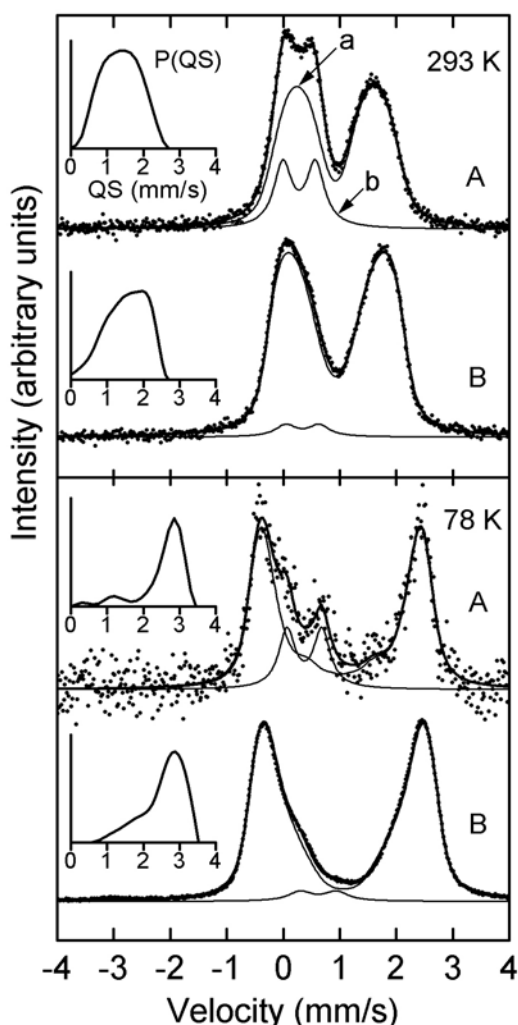 P(QS)
0 1 2 3 4
QS (mm/s)
a
b
293 K
A
0 1 2 3 4
B
78 K
0 1 2 3 4
A
0 1 2 3 4
B
-4 -3 -2 -1 0 1 2 3 4
Velocity (mm/s)
Intensity (arbitrary units)